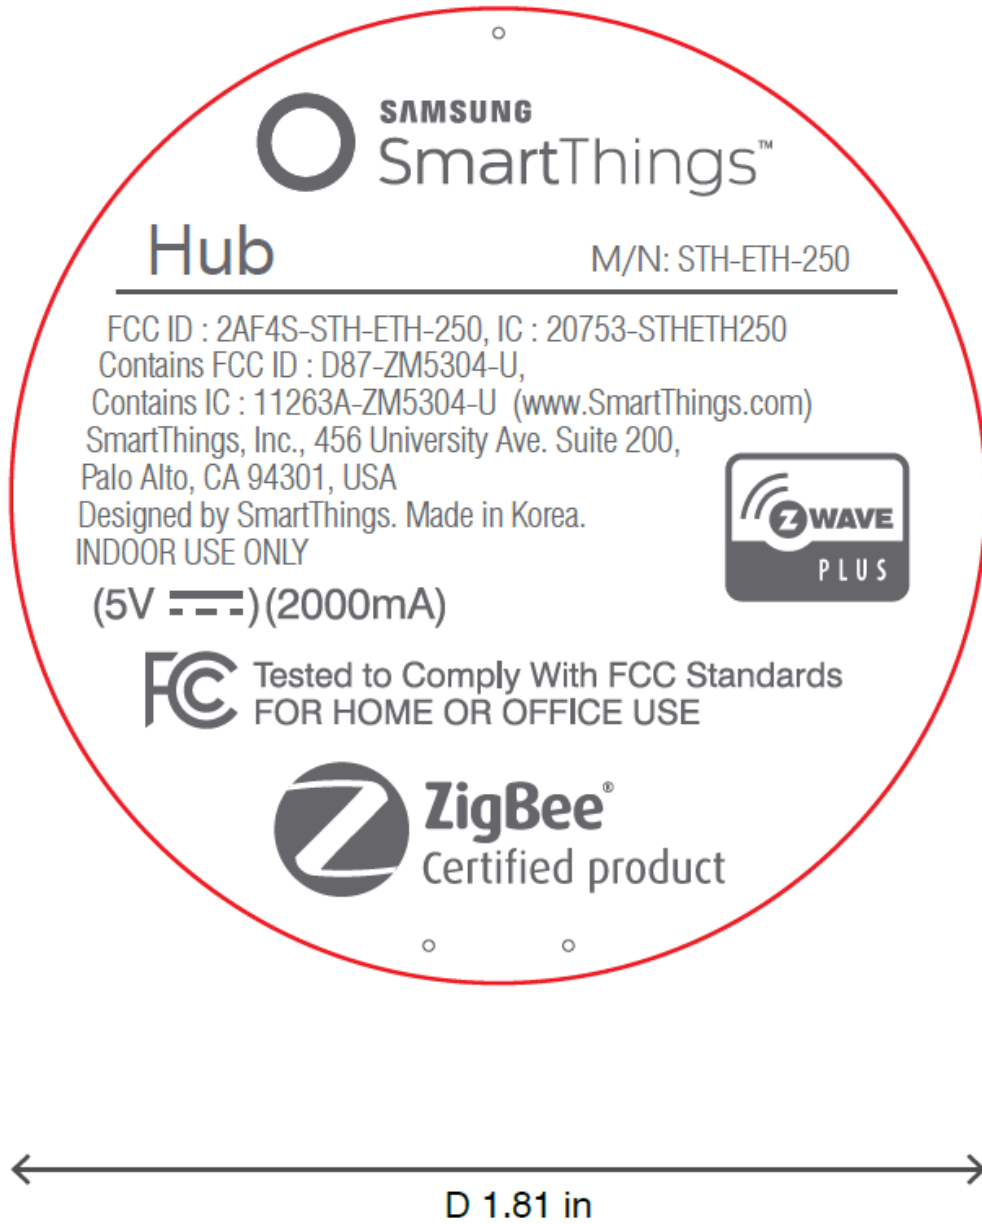 SAMSUNG
SmartThings™
Hub
M/N: STH-ETH-250
FCC ID : 2AF4S-STH-ETH-250, IC : 20753-STHETH250
Contains FCC ID : D87-ZM5304-U,
Contains IC : 11263A-ZM5304-U (www.SmartThings.com)
SmartThings, Inc., 456 University Ave. Suite 200,
Palo Alto, CA 94301, USA
Designed by SmartThings. Made in Korea.
INDOOR USE ONLY
Z WAVE
PLUS
(5V ⎓) (2000mA)
FC Tested to Comply With FCC Standards
FOR HOME OR OFFICE USE
ZigBee®
Certified product
D 1.81 in